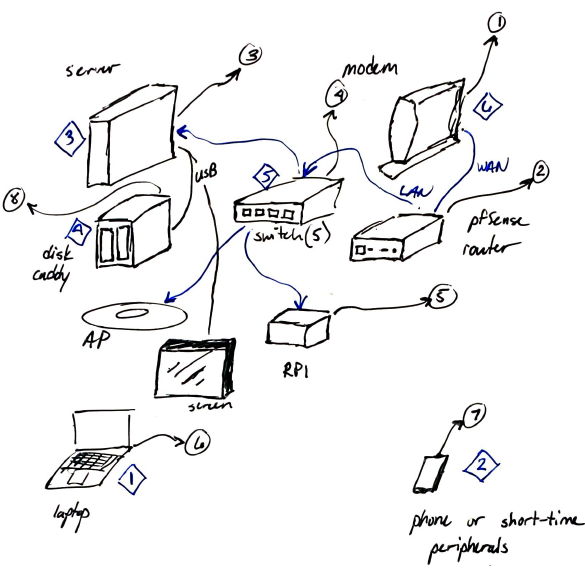 1
server
3
modem
4
3
6
USB
5
LAN
WAN
2
8
4
switch (5)
pfSense
router
disk
caddy
AP
5
RPI
screen
6
7
1
2
laptop
phone or short-time
peripherals